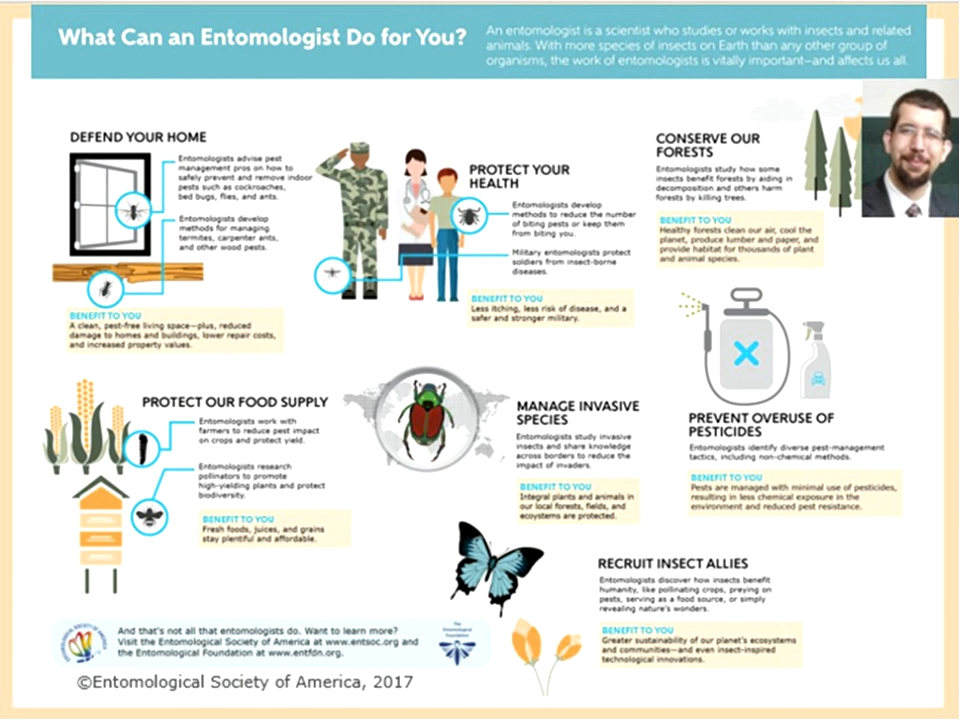 What Can an Entomologist Do for You?
An entomologist is a scientist who studies or works with insects and related
animals. With more species of insects on Earth than any other group of
organisms, the work of entomologists is vitally important—and affects us all.
DEFEND YOUR HOME
Entomologists advise pest
management pros on how to
safely prevent and remove indoor
pests such as cockroaches,
bed bugs, flies, and ants.
Entomologists develop
methods for managing
termites, carpenter ants,
and other wood pests.
BENEFIT TO YOU
A clean, pest-free living space—plus, reduced
damage to homes and buildings, lower repair costs,
and increased property values.
PROTECT YOUR
HEALTH
Entomologists develop
methods to reduce the number
of biting pests or keep them
from biting you.
Military entomologists protect
soldiers from insect-borne
diseases.
BENEFIT TO YOU
Less itching, less risk of disease, and a
safer and stronger military.
CONSERVE OUR
FORESTS
Entomologists study how some
insects benefit forests by aiding in
decomposition and others harm
forests by killing trees.
BENEFIT TO YOU
Healthy forests clean our air, cool the
planet, produce lumber and paper, and
provide habitat for thousands of plant
and animal species.
PROTECT OUR FOOD SUPPLY
Entomologists work with
farmers to reduce pest impact
on crops and protect yield.
Entomologists research
pollinators to promote
high-yielding plants and protect
biodiversity.
BENEFIT TO YOU
Fresh foods, juices, and grains
stay plentiful and affordable.
MANAGE INVASIVE
SPECIES
Entomologists study invasive
insects and share knowledge
across borders to reduce the
impact of invaders.
BENEFIT TO YOU
Integral plants and animals in
our local forests, fields, and
ecoystems are protected.
PREVENT OVERUSE OF
PESTICIDES
Entomologists identify diverse pest-management
tactics, including non-chemical methods.
BENEFIT TO YOU
Pests are managed with minimal use of pesticides,
resulting in less chemical exposure in the
environment and reduced pest resistance.
RECRUIT INSECT ALLIES
Entomologists discover how insects benefit
humanity, like pollinating crops, preying on
pests, serving as a food source, or simply
revealing nature's wonders.
BENEFIT TO YOU
Greater sustainability of our planet's ecosystems
and communities—and even insect-inspired
technological innovations.
And that's not all that entomologists do. Want to learn more?
Visit the Entomological Society of America at www.entsoc.org and
the Entomological Foundation at www.entfdn.org.
The
Entomological
Foundation
©Entomological Society of America, 2017